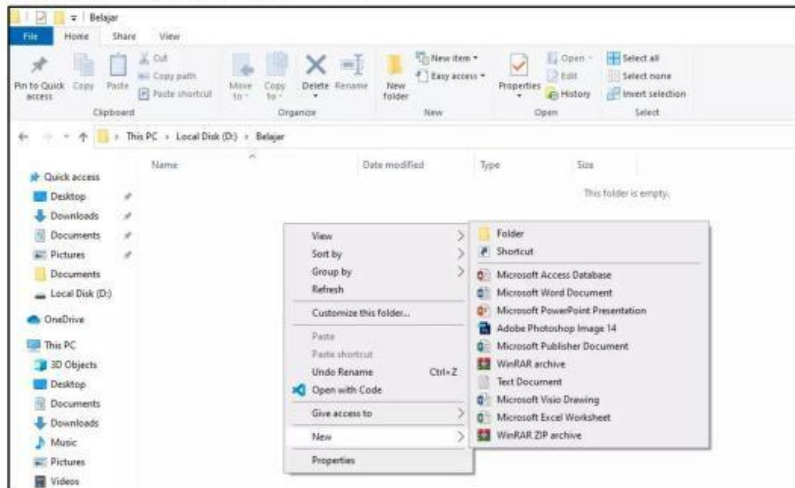 Belajar
File Home Share View
Pin to Quick access
Copy
Paste
Cut
Copy path
Paste shortcut
Clipboard
Move to
Copy to
Delete
Rename
Organize
New folder
New item
Easy access
New
Properties
Open
Edit
History
Open
Select all
Select none
Invert selection
Select
This PC > Local Disk (D:) > Belajar
Name Date modified Type Size
This folder is empty.
Quick access
Desktop
Downloads
Documents
Pictures
Documents
Local Disk (D:)
OneDrive
This PC
3D Objects
Desktop
Documents
Downloads
Music
Pictures
Videos
View
Sort by
Group by
Refresh
Customize this folder...
Paste
Paste shortcut
Undo Rename Ctrl+Z
Open with Code
Give access to
New
Properties
Folder
Shortcut
Microsoft Access Database
Microsoft Word Document
Microsoft PowerPoint Presentation
Adobe Photoshop Image 14
Microsoft Publisher Document
WinRAR archive
Text Document
Microsoft Visio Drawing
Microsoft Excel Worksheet
WinRAR ZIP archive